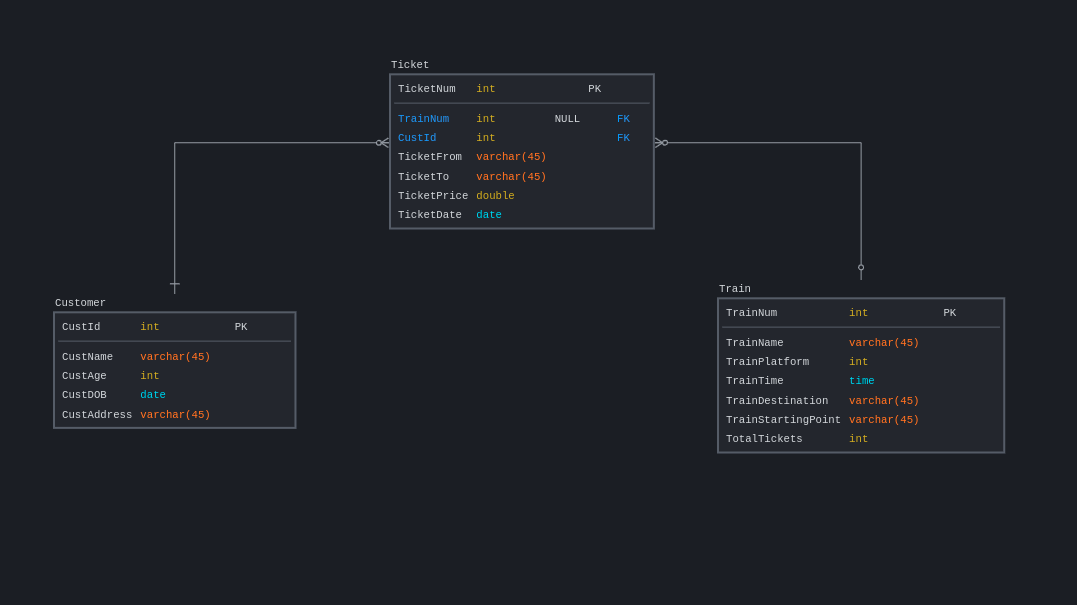 Ticket
TicketNum int PK
TrainNum int NULL FK
CustId int FK
TicketFrom varchar(45)
TicketTo varchar(45)
TicketPrice double
TicketDate date
Customer
CustId int PK
CustName varchar(45)
CustAge int
CustDOB date
CustAddress varchar(45)
Train
TrainNum int PK
TrainName varchar(45)
TrainPlatform int
TrainTime time
TrainDestination varchar(45)
TrainStartingPoint varchar(45)
TotalTickets int